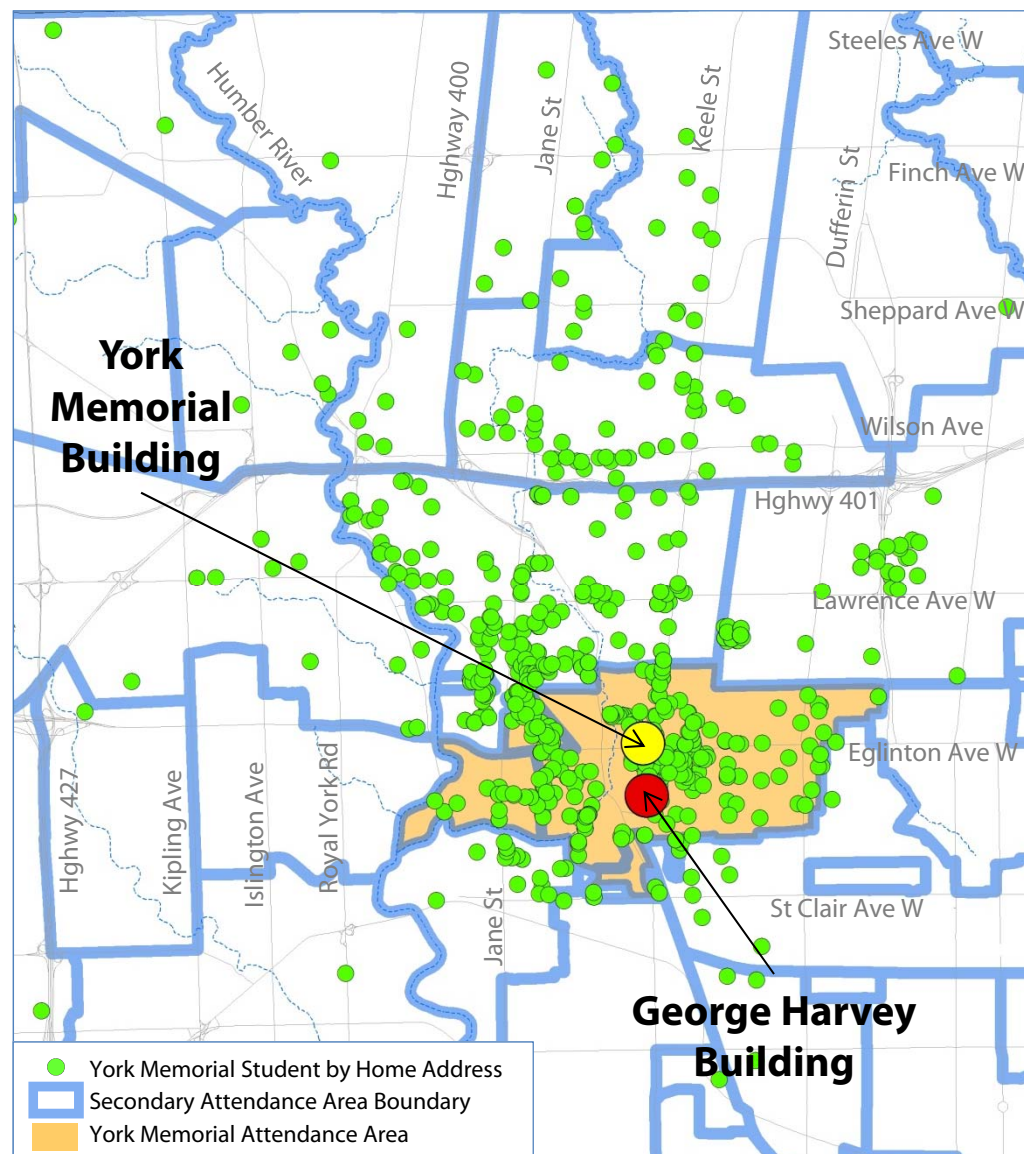 Steeles Ave W
Humber River
Hghway 400
Jane St
Keele St
Dufferin St
Finch Ave W
Sheppard Ave W
York
Memorial
Building
Wilson Ave
Hghwy 401
Lawrence Ave W
Eglinton Ave W
Hghwy 427
Kipling Ave
Islington Ave
Royal York Rd
Jane St
St Clair Ave W
George Harvey
Building
York Memorial Student by Home Address
Secondary Attendance Area Boundary
York Memorial Attendance Area